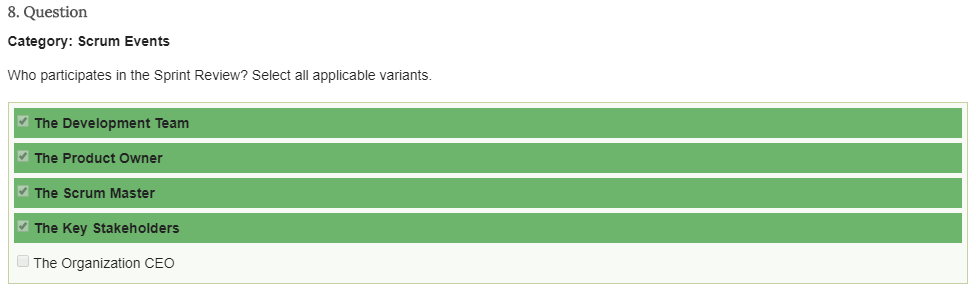 8. Question
Category: Scrum Events
Who participates in the Sprint Review? Select all applicable variants.
The Development Team
The Product Owner
The Scrum Master
The Key Stakeholders
The Organization CEO